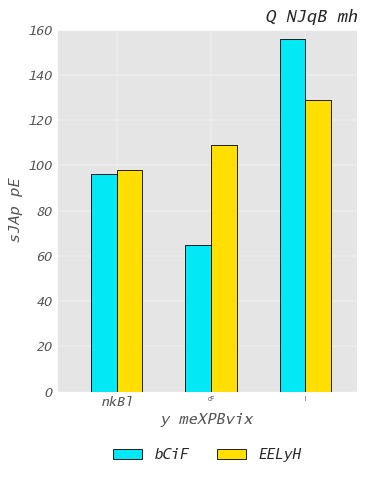 Q NJqB mh
160
140
120
100
80
60
40
20
0
sJAp pE
nkBl
y meXPBvix
bCiF EELyH